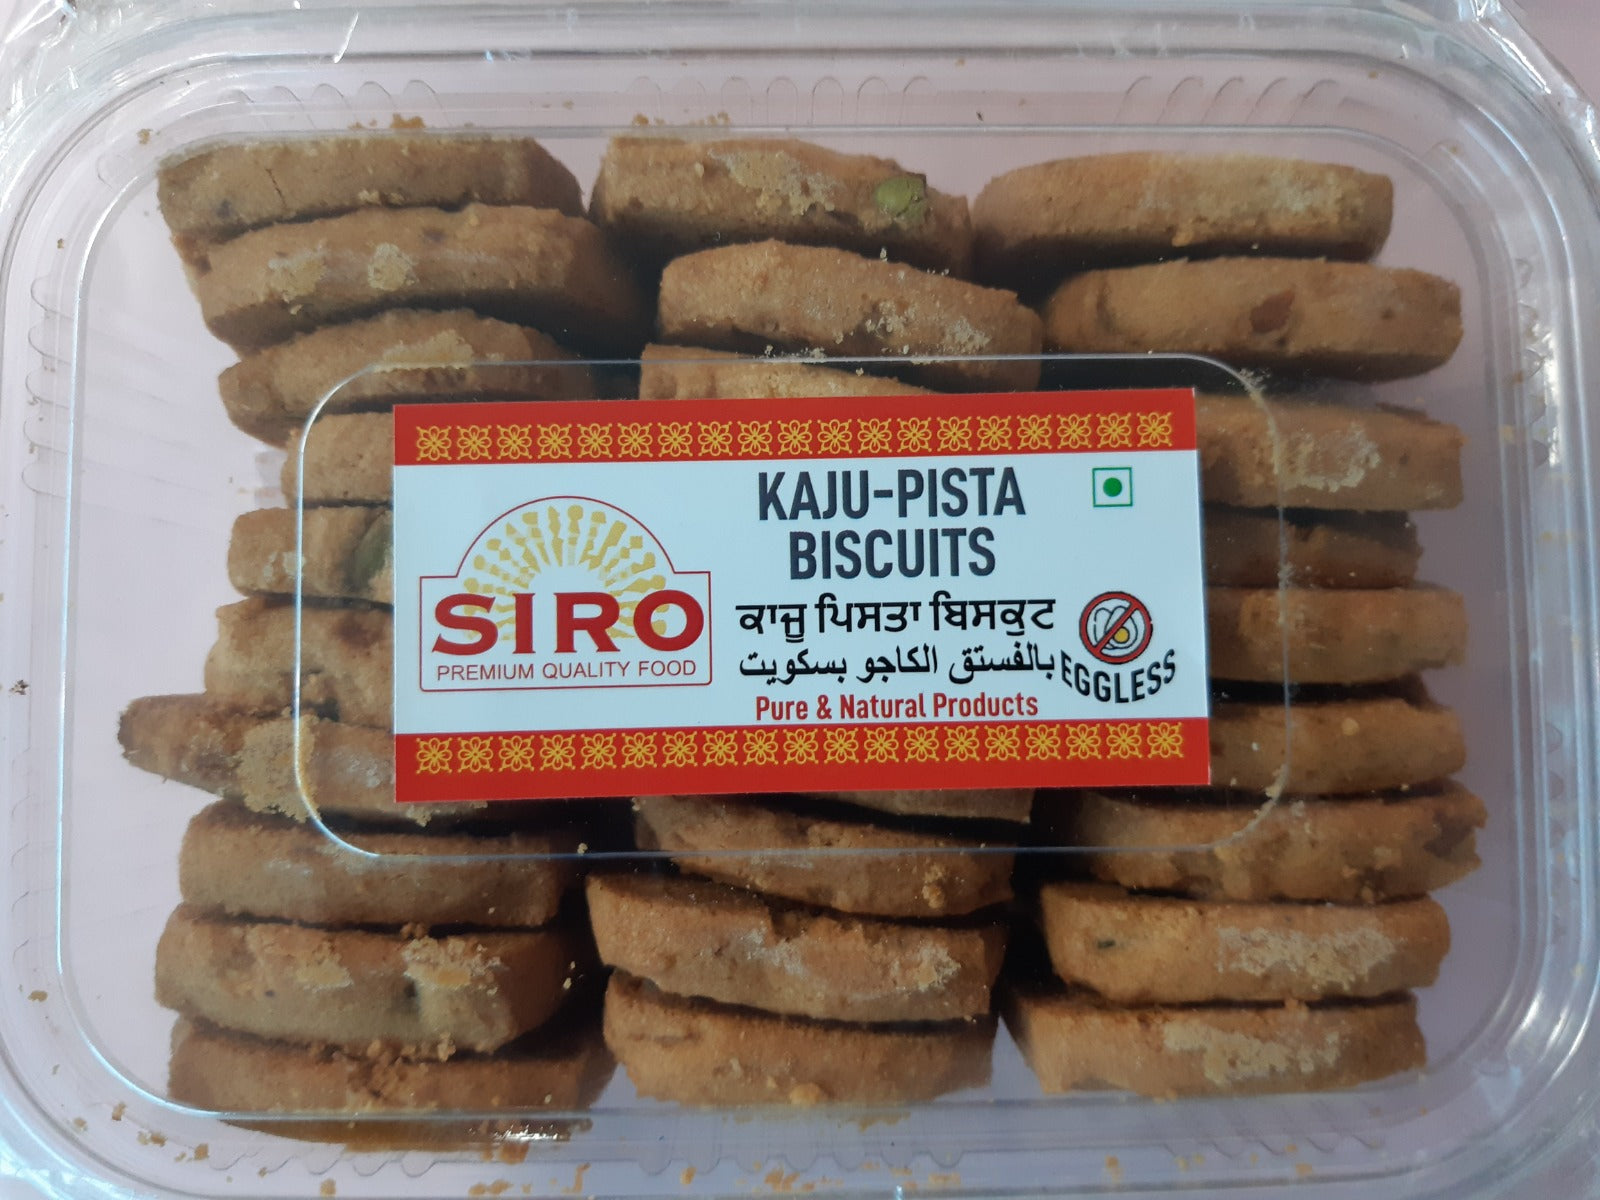 SIRO
PREMIUM QUALITY FOOD
KAJU-PISTA
BISCUITS
ਕਾਜੂ ਪਿਸਤਾ ਬਿਸਕੁਟ
بالفستق الكاجو بسكويت
Pure & Natural Products
EGGLESS